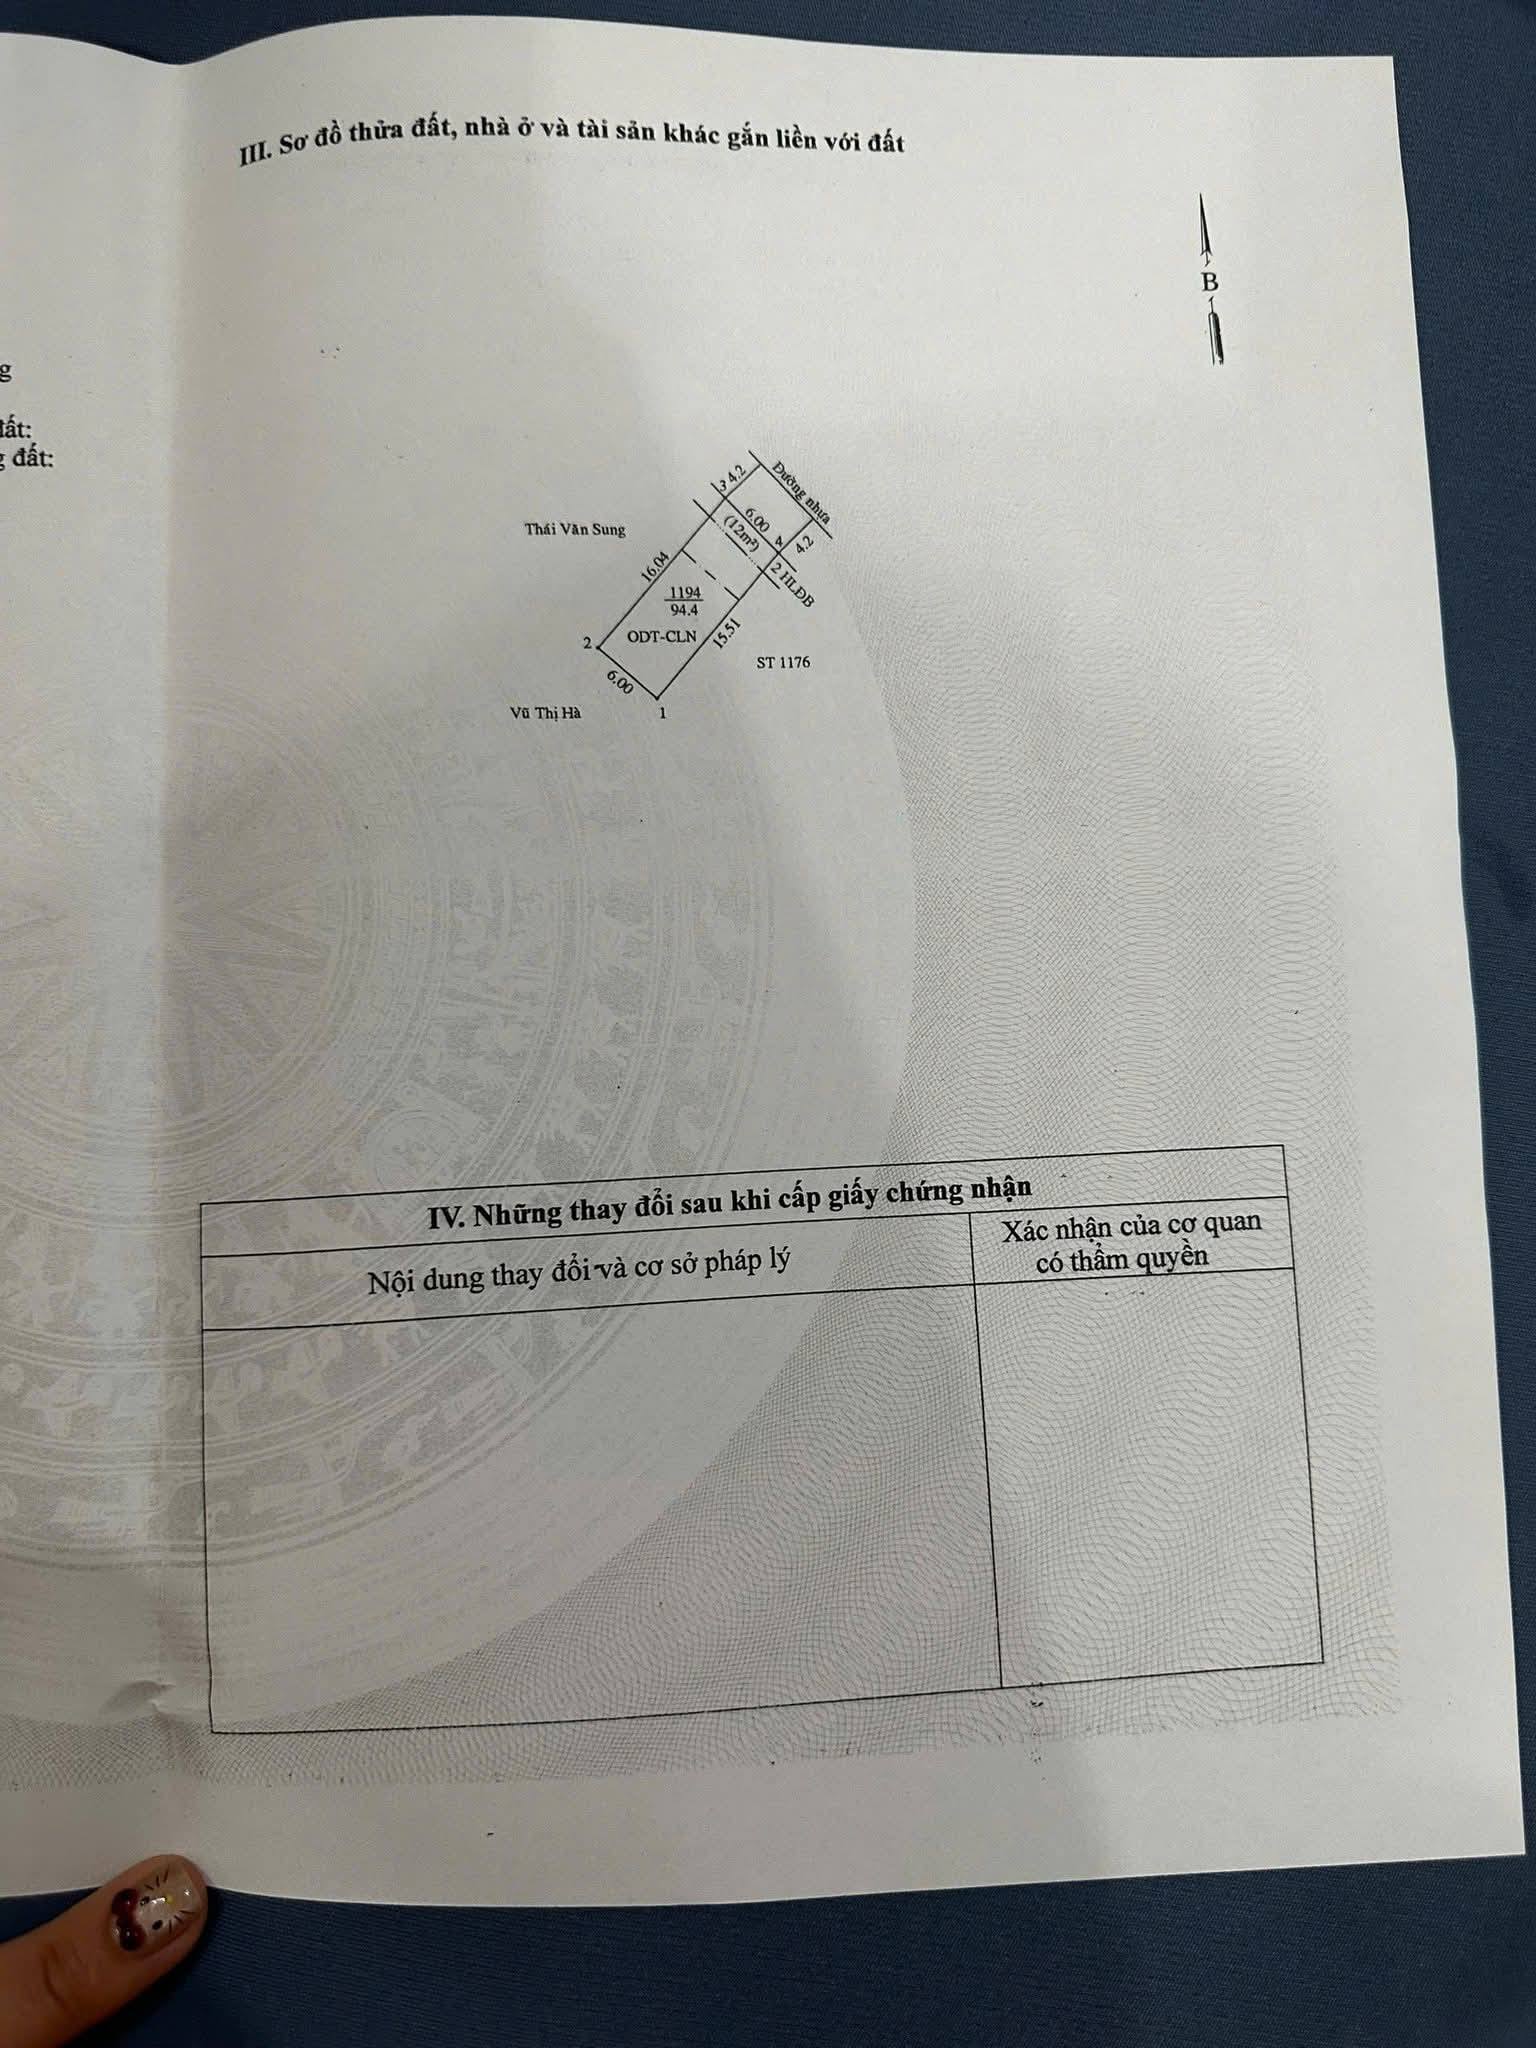 III. Sơ đồ thửa đất, nhà ở và tài sản khác gắn liền với đất
B
g
đất:
g đất:
Đường nhựa
3 4.2
6.00
(12m²)
4
4.2
2 HLĐB
Thái Văn Sung
16.04
1194
94.4
ODT-CLN
15.51
2
6.00
ST 1176
Vũ Thị Hà
1
IV. Những thay đổi sau khi cấp giấy chứng nhận
Nội dung thay đổi và cơ sở pháp lý
Xác nhận của cơ quan
có thẩm quyền